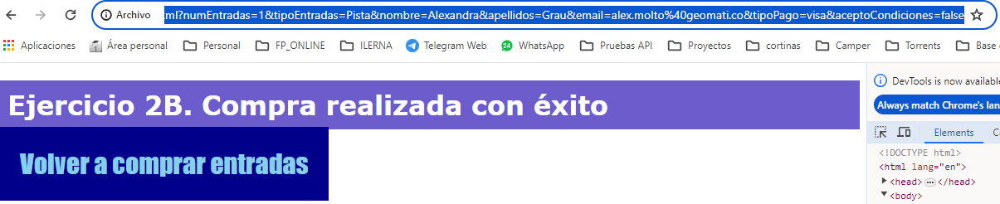 Archivo tml?numEntradas=1&tipoEntradas=Pista&nombre=Alexandra&apellidos=Grau&email=alex.molto%40geomati.co&tipoPago=visa&aceptoCondiciones=false
Aplicaciones Área personal Personal FP_ONLINE ILERNA Telegram Web 24 WhatsApp Pruebas API Proyectos cortinas Camper Torrents Base
DevTools is now available
Ejercicio 2B. Compra realizada con éxito
Always match Chrome's lan
Elements
Volver a comprar entradas
<!DOCTYPE html>
<html lang="en">
<head> … </head>
<body>